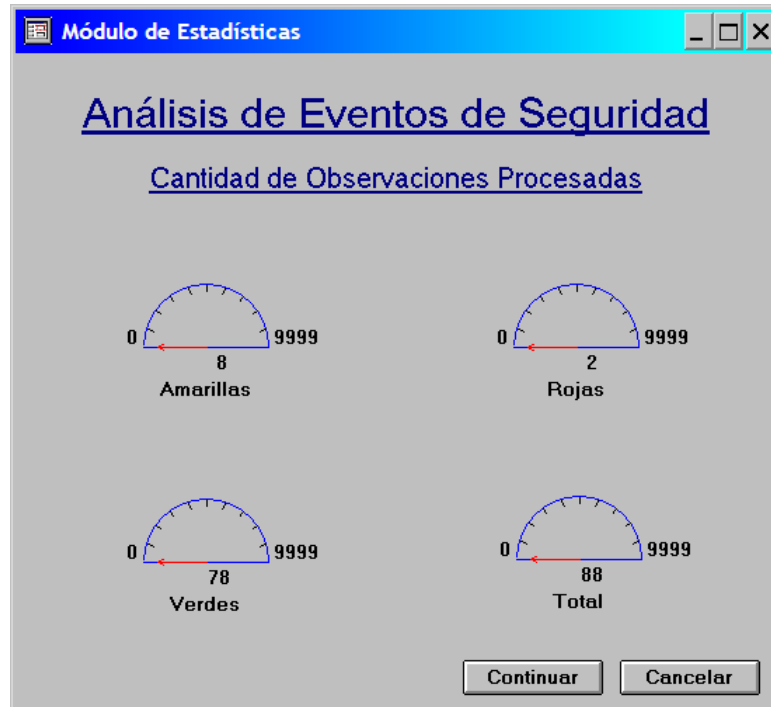 Módulo de Estadísticas
Análisis de Eventos de Seguridad
Cantidad de Observaciones Procesadas
0 9999
8
Amarillas
0 9999
2
Rojas
0 9999
78
Verdes
0 9999
88
Total
Continuar Cancelar